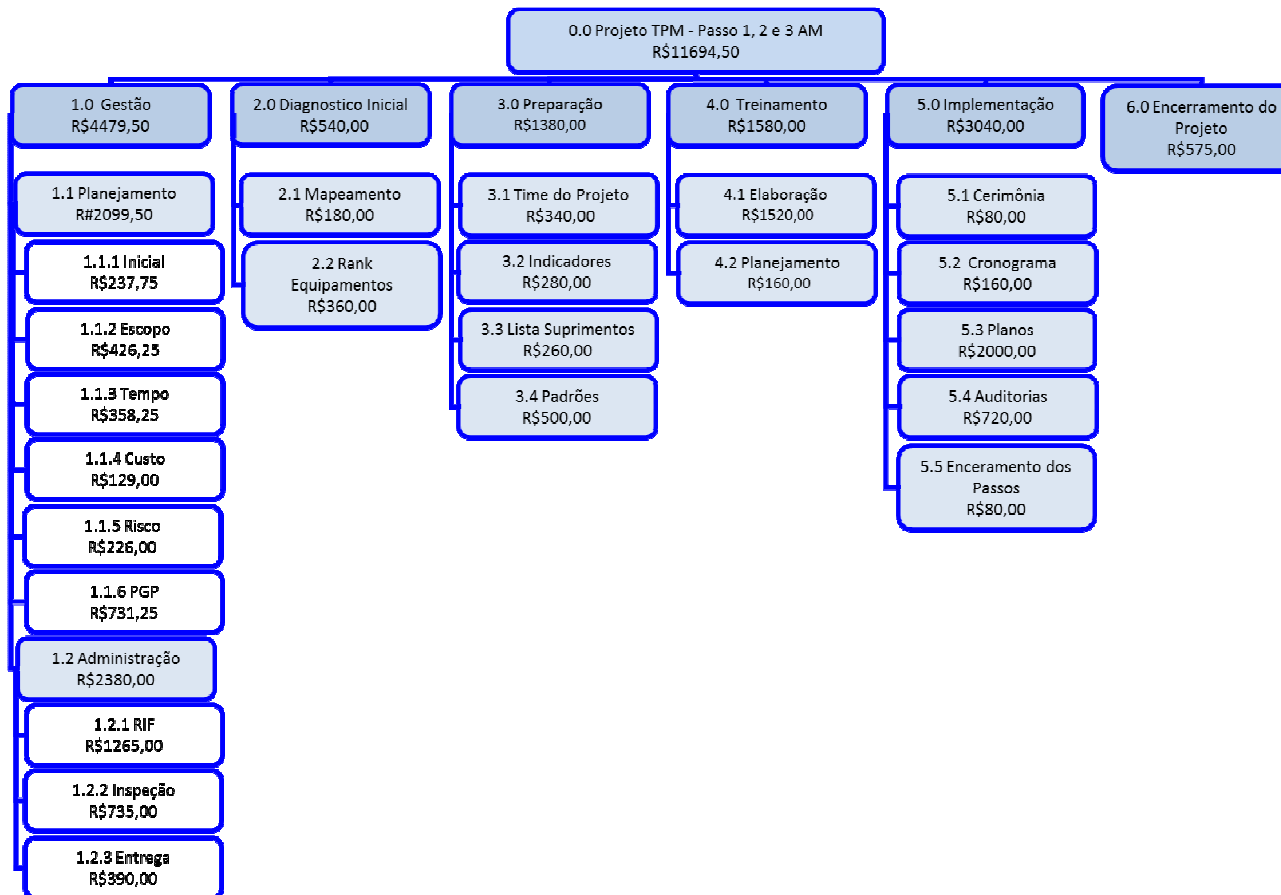 0.0 Projeto TPM - Passo 1, 2 e 3 AM
R$11694,50
1.0 Gestão
R$4479,50
1.1 Planejamento
R#2099,50
1.1.1 Inicial
R$237,75
1.1.2 Escopo
R$426,25
1.1.3 Tempo
R$358,25
1.1.4 Custo
R$129,00
1.1.5 Risco
R$226,00
1.1.6 PGP
R$731,25
1.2 Administração
R$2380,00
1.2.1 RIF
R$1265,00
1.2.2 Inspeção
R$735,00
1.2.3 Entrega
R$390,00
2.0 Diagnostico Inicial
R$540,00
2.1 Mapeamento
R$180,00
2.2 Rank
Equipamentos
R$360,00
3.0 Preparação
R$1380,00
3.1 Time do Projeto
R$340,00
3.2 Indicadores
R$280,00
3.3 Lista Suprimentos
R$260,00
3.4 Padrões
R$500,00
4.0 Treinamento
R$1580,00
4.1 Elaboração
R$1520,00
4.2 Planejamento
R$160,00
5.0 Implementação
R$3040,00
5.1 Cerimônia
R$80,00
5.2 Cronograma
R$160,00
5.3 Planos
R$2000,00
5.4 Auditorias
R$720,00
5.5 Enceramento dos
Passos
R$80,00
6.0 Encerramento do
Projeto
R$575,00